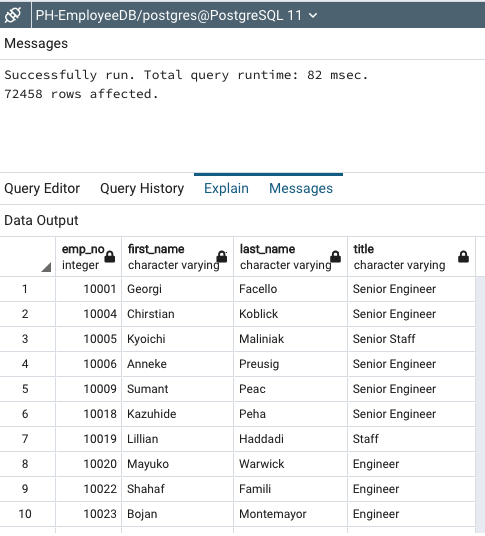 PH-EmployeeDB/postgres@PostgreSQL 11
Messages
Successfully run. Total query runtime: 82 msec.
72458 rows affected.
Query Editor Query History Explain Messages
Data Output
emp_no first_name last_name title
integer character varying character varying character varying
1 10001 Georgi Facello Senior Engineer
2 10004 Chirstian Koblick Senior Engineer
3 10005 Kyoichi Maliniak Senior Staff
4 10006 Anneke Preusig Senior Engineer
5 10009 Sumant Peac Senior Engineer
6 10018 Kazuhide Peha Senior Engineer
7 10019 Lillian Haddadi Staff
8 10020 Mayuko Warwick Engineer
9 10022 Shahaf Famili Engineer
10 10023 Bojan Montemayor Engineer